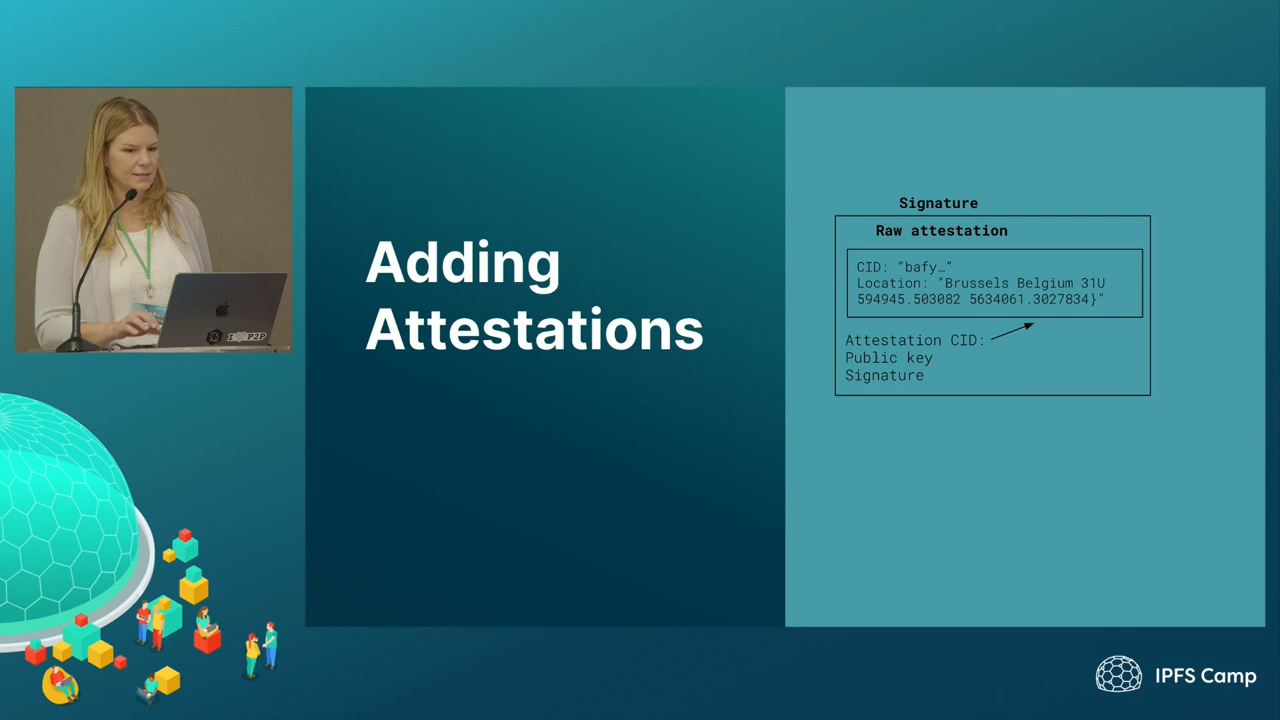 Adding
Attestations
Signature
Raw attestation
CID: “bafy…”
Location: “Brussels Belgium 31U
594945.503082 5634061.3027834}”
Attestation CID:
Public key
Signature
I P2P
IPFS Camp